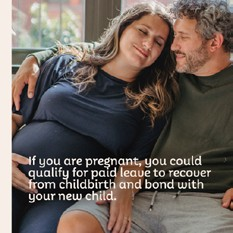 If you are pregnant, you could
qualify for paid leave to recover
from childbirth and bond with
your new child.